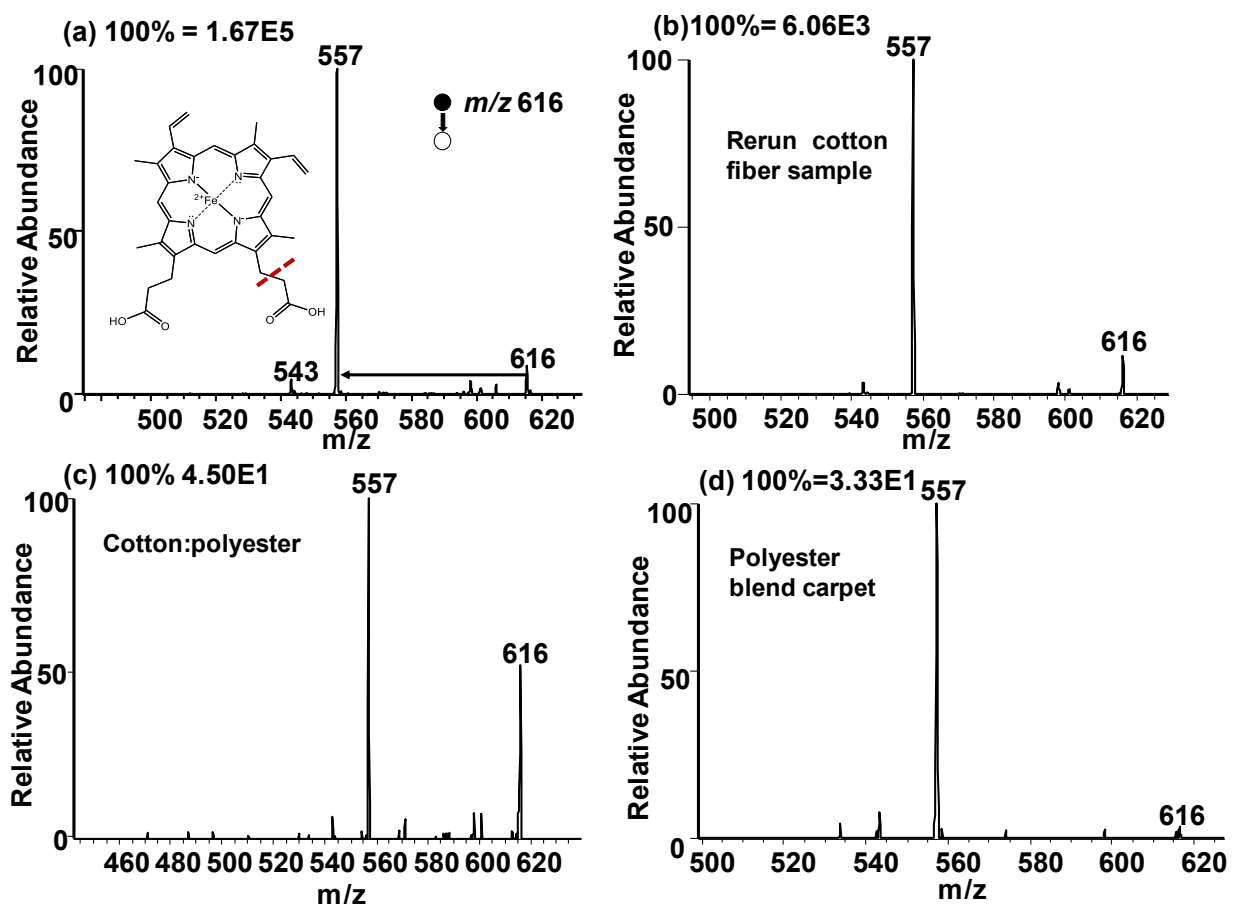 (a) 100% = 1.67E5
557
100
m/z 616
N-
N:
2+Fe
N:
N-
50
HO
O
O
OH
543
616
0
500 520 540 560 580 600 620
m/z
Relative Abundance
(b)100%= 6.06E3
557
100
Rerun cotton
fiber sample
50
616
0
500 520 540 560 580 600 620
m/z
Relative Abundance
(c) 100% 4.50E1
557
100
Cotton:polyester
616
50
0
460 480 500 520 540 560 580 600 620
m/z
Relative Abundance
(d) 100%=3.33E1
557
100
Polyester
blend carpet
50
616
0
500 520 540 560 580 600 620
m/z
Relative Abundance